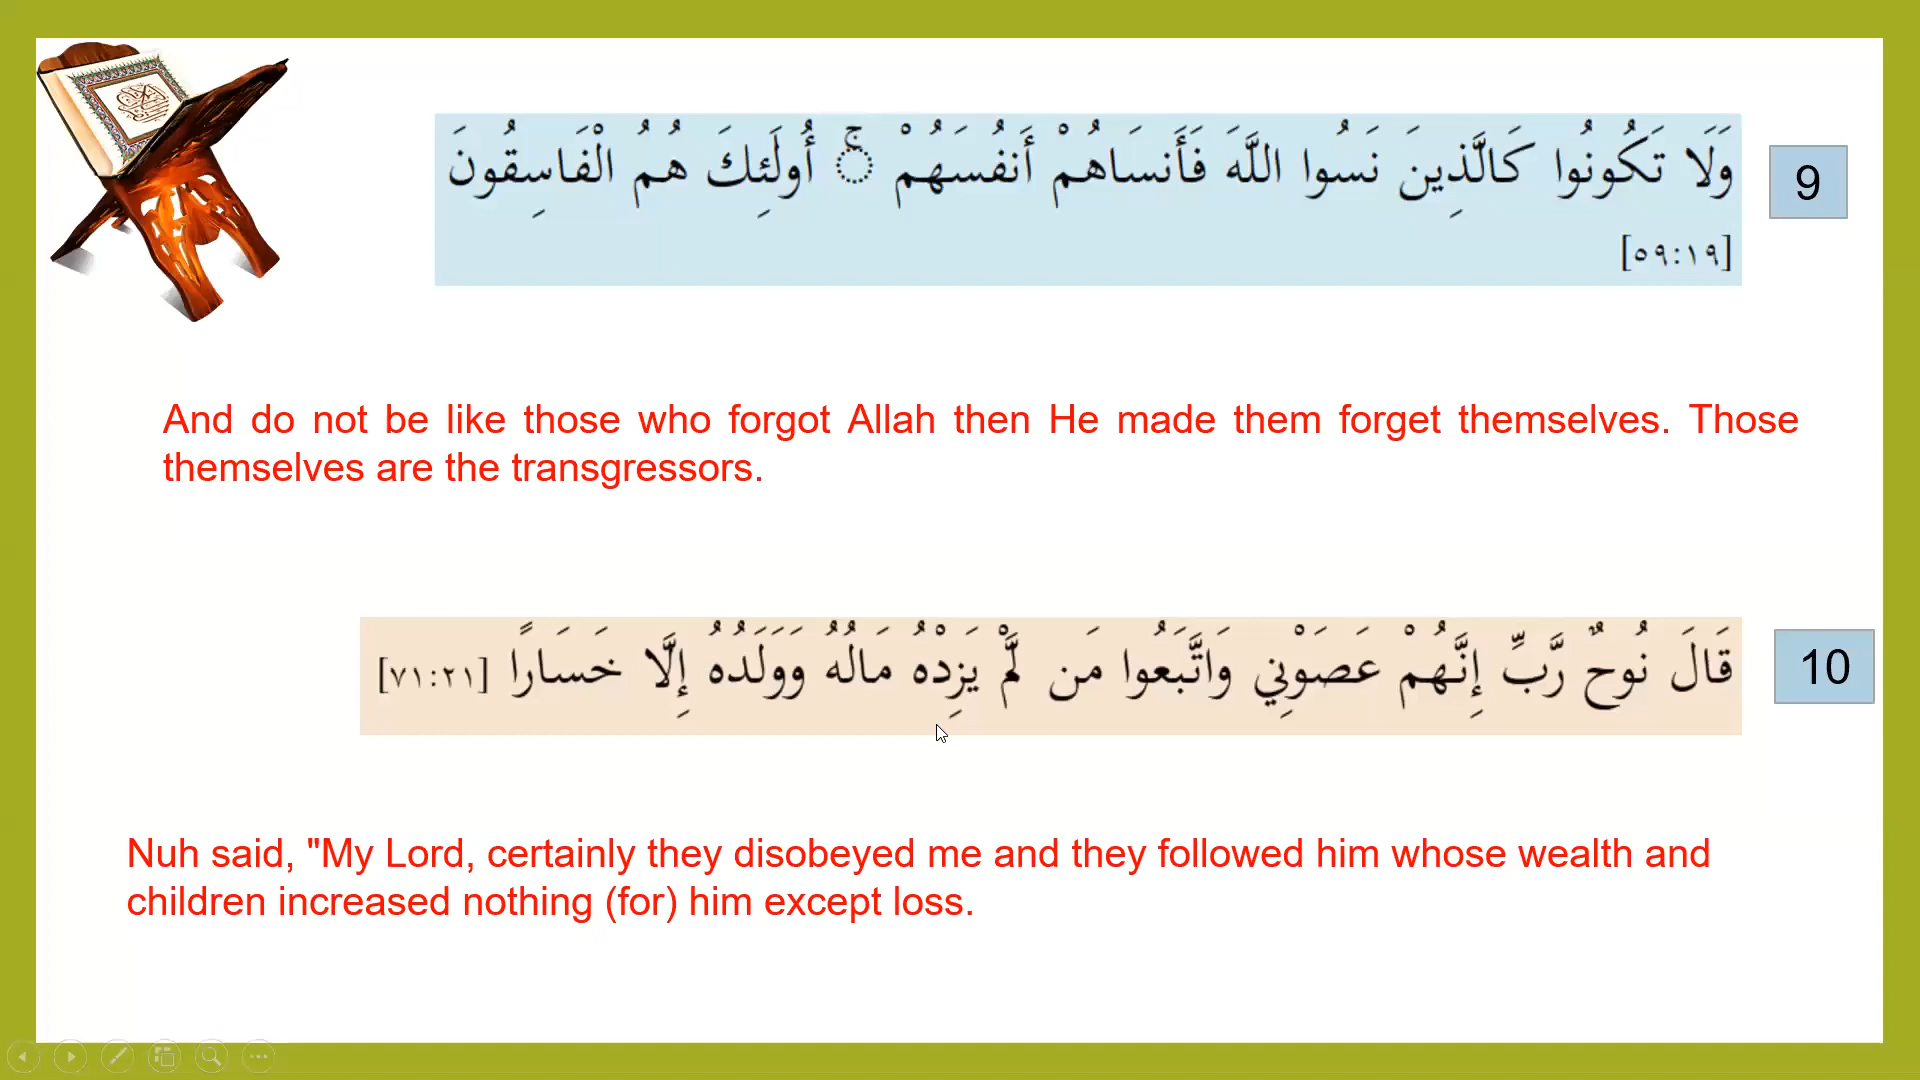 وَلَا تَكُونُوا كَالَّذِينَ نَسُوا اللَّهَ فَأَنسَاهُمْ أَنفُسَهُمْ ۚ أُولَٰئِكَ هُمُ الْفَاسِقُونَ
[٥٩:١٩]
9
And do not be like those who forgot Allah then He made them forget themselves. Those
themselves are the transgressors.
قَالَ نُوحٌ رَّبِّ إِنَّهُمْ عَصَوْنِي وَاتَّبَعُوا مَن لَّمْ يَزِدْهُ مَالُهُ وَوَلَدُهُ إِلَّا خَسَارًا [٧١:٢١]
10
Nuh said, "My Lord, certainly they disobeyed me and they followed him whose wealth and
children increased nothing (for) him except loss.